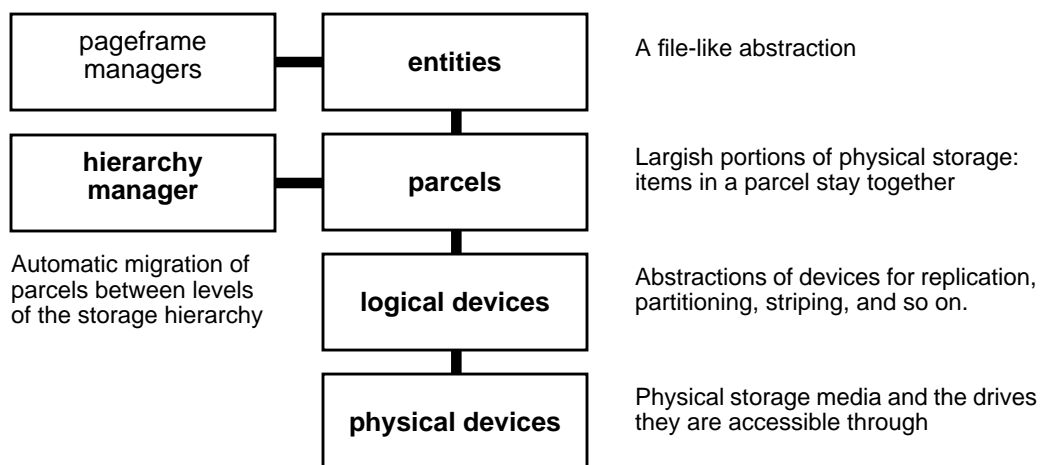 pageframe
managers
entities
A file-like abstraction
hierarchy
manager
parcels
Largish portions of physical storage:
items in a parcel stay together
Automatic migration of
parcels between levels
of the storage hierarchy
logical devices
Abstractions of devices for replication,
partitioning, striping, and so on.
physical devices
Physical storage media and the drives
they are accessible through